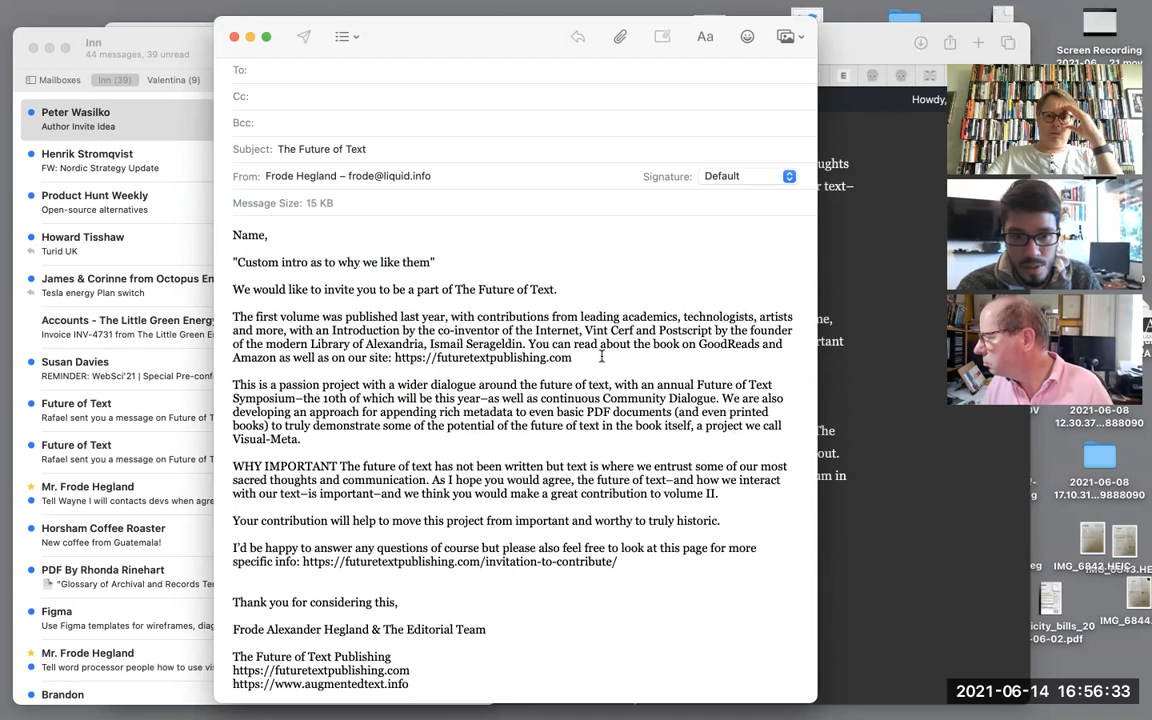 Inn
44 messages, 39 unread
Mailboxes
Inn (39)
Valentina (9)
Peter Wasilko
Author Invite Idea
Henrik Stromqvist
FW: Nordic Strategy Update
Product Hunt Weekly
Open-source alternatives
Howard Tisshaw
Turid UK
James & Corinne from Octopus En
Tesla energy Plan switch
Accounts - The Little Green Energy
Invoice INV-4731 from The Little Green E
Susan Davies
REMINDER: WebSci'21 | Special Pre-conf
Future of Text
Rafael sent you a message on Future of
Future of Text
Rafael sent you a message on Future of
Mr. Frode Hegland
Tell Wayne I will contacts devs when agre
Horsham Coffee Roaster
New coffee from Guatemala!
PDF By Rhonda Rinehart
"Glossary of Archival and Records Te
Figma
Use Figma templates for wireframes, diag
Mr. Frode Hegland
Tell word processor people how to use vis
Brandon
Aa
To:
Cc:
Bcc:
Subject: The Future of Text
From: Frode Hegland – frode@liquid.info
Signature: Default
Message Size: 15 KB
Name,
"Custom intro as to why we like them"
We would like to invite you to be a part of The Future of Text.
The first volume was published last year, with contributions from leading academics, technologists, artists
and more, with an Introduction by the co-inventor of the Internet, Vint Cerf and Postscript by the founder
of the modern Library of Alexandria, Ismail Serageldin. You can read about the book on GoodReads and
Amazon as well as on our site: https://futuretextpublishing.com
This is a passion project with a wider dialogue around the future of text, with an annual Future of Text
Symposium–the 10th of which will be this year–as well as continuous Community Dialogue. We are also
developing an approach for appending rich metadata to even basic PDF documents (and even printed
books) to truly demonstrate some of the potential of the future of text in the book itself, a project we call
Visual-Meta.
WHY IMPORTANT The future of text has not been written but text is where we entrust some of our most
sacred thoughts and communication. As I hope you would agree, the future of text–and how we interact
with our text–is important–and we think you would make a great contribution to volume II.
Your contribution will help to move this project from important and worthy to truly historic.
I'd be happy to answer any questions of course but please also feel free to look at this page for more
specific info: https://futuretextpublishing.com/invitation-to-contribute/
Thank you for considering this,
Frode Alexander Hegland & The Editorial Team
The Future of Text Publishing
https://futuretextpublishing.com
https://www.augmentedtext.info
E
Howdy,
ughts
r text–
ne,
rtant
The
out.
um in
Screen Recording
2021-06...21.mov
2021-06-08
12.30.37...888090
2021-06-08
17.10.31...9888090
IMG_6842.HEIC
IMG_6844.
icity_bills_20
-06-02.pdf
2021-06-14 16:56:33